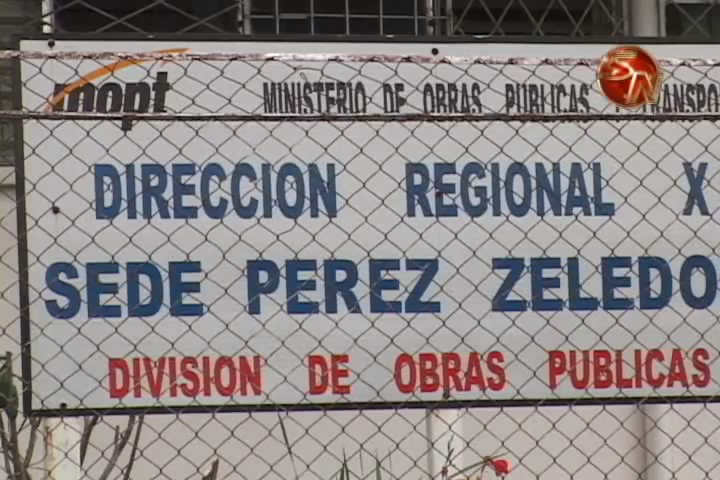 mopt
MINISTERIO DE OBRAS PUBLICAS Y TRANSPO
DIRECCION REGIONAL X
SEDE PEREZ ZELEDO
DIVISION DE OBRAS PUBLICAS